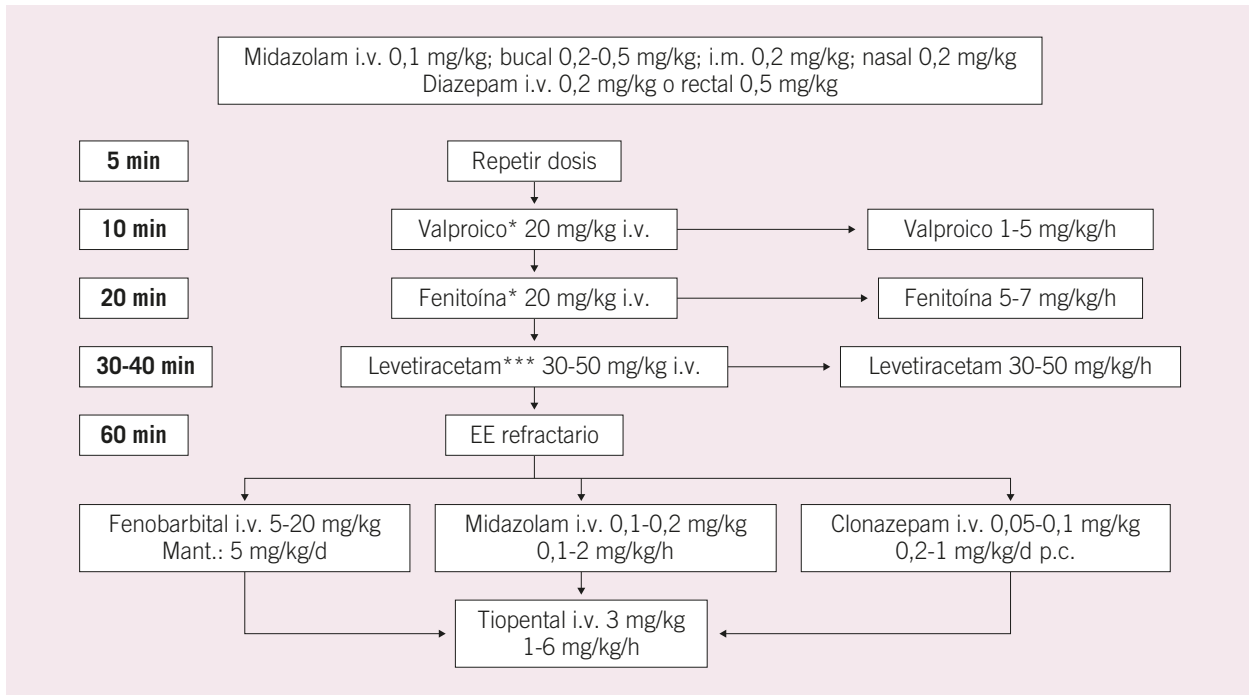 Midazolam i.v. 0,1 mg/kg; bucal 0,2-0,5 mg/kg; i.m. 0,2 mg/kg; nasal 0,2 mg/kg
Diazepam i.v. 0,2 mg/kg o rectal 0,5 mg/kg
5 min
Repetir dosis
10 min
Valproico* 20 mg/kg i.v.
Valproico 1-5 mg/kg/h
20 min
Fenitoína* 20 mg/kg i.v.
Fenitoína 5-7 mg/kg/h
30-40 min
Levetiracetam*** 30-50 mg/kg i.v.
Levetiracetam 30-50 mg/kg/h
60 min
EE refractario
Fenobarbital i.v. 5-20 mg/kg
Mant.: 5 mg/kg/d
Midazolam i.v. 0,1-0,2 mg/kg
0,1-2 mg/kg/h
Clonazepam i.v. 0,05-0,1 mg/kg
0,2-1 mg/kg/d p.c.
Tiopental i.v. 3 mg/kg
1-6 mg/kg/h